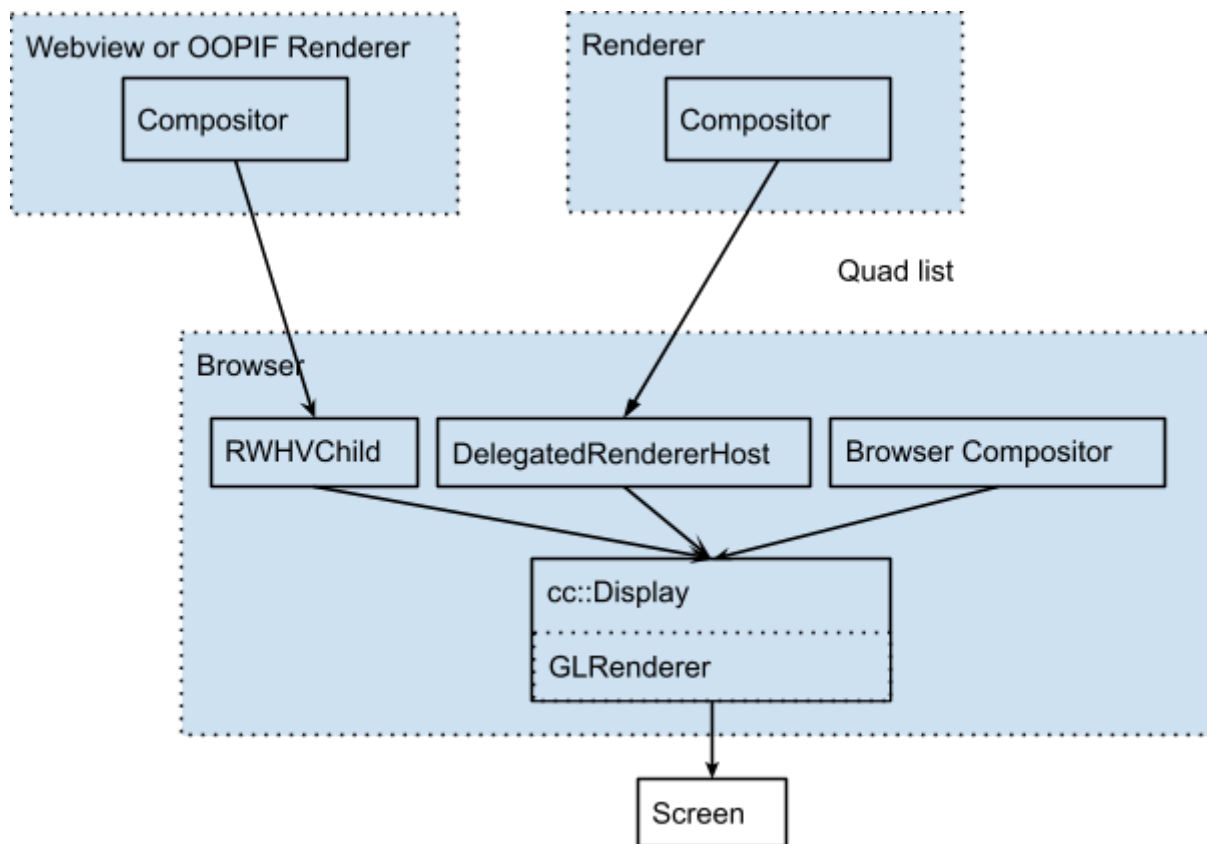 Webview or OOPIF Renderer
Compositor
Renderer
Compositor
Quad list
Browser
RWHVChild
DelegatedRendererHost
Browser Compositor
cc::Display
GLRenderer
Screen